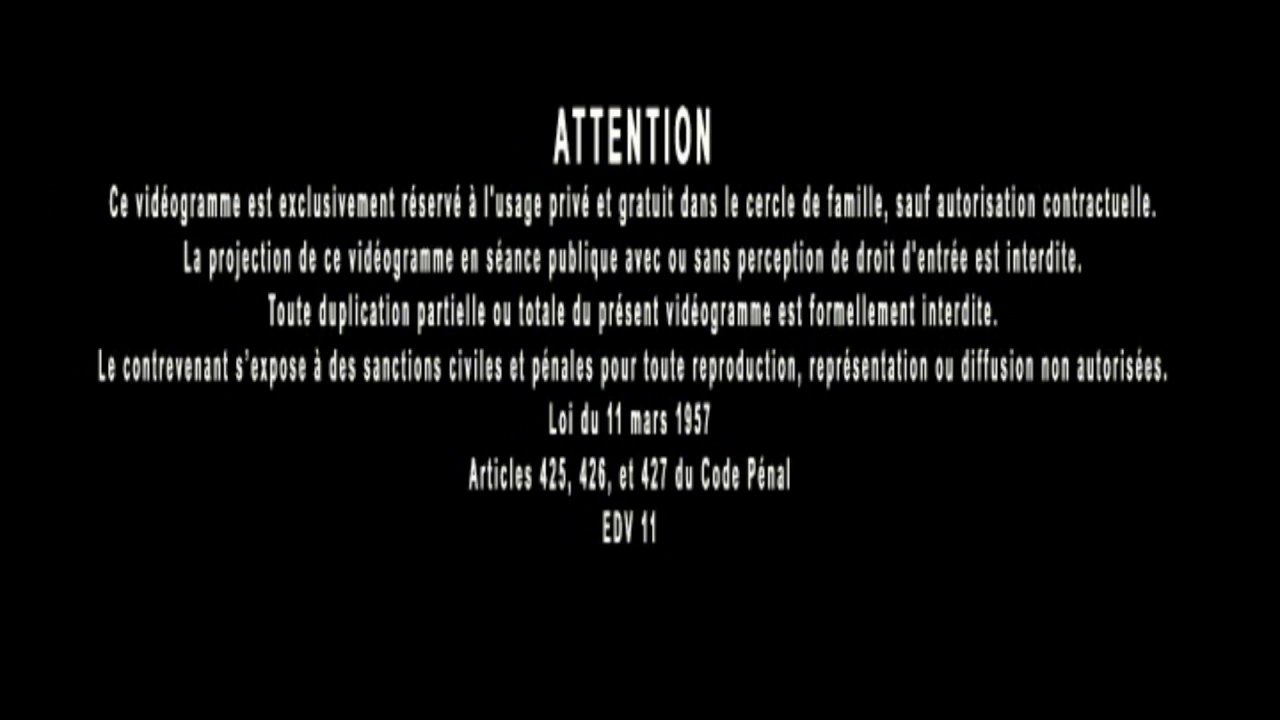 ATTENTION
Ce vidéogramme est exclusivement réservé à l'usage privé et gratuit dans le cercle de famille, sauf autorisation contractuelle.
La projection de ce vidéogramme en séance publique avec ou sans perception de droit d'entrée est interdite.
Toute duplication partielle ou totale du présent vidéogramme est formellement interdite.
Le contrevenant s'expose à des sanctions civiles et pénales pour toute reproduction, représentation ou diffusion non autorisées.
Loi du 11 mars 1957
Articles 425, 426, et 427 du Code Pénal
EDV 11